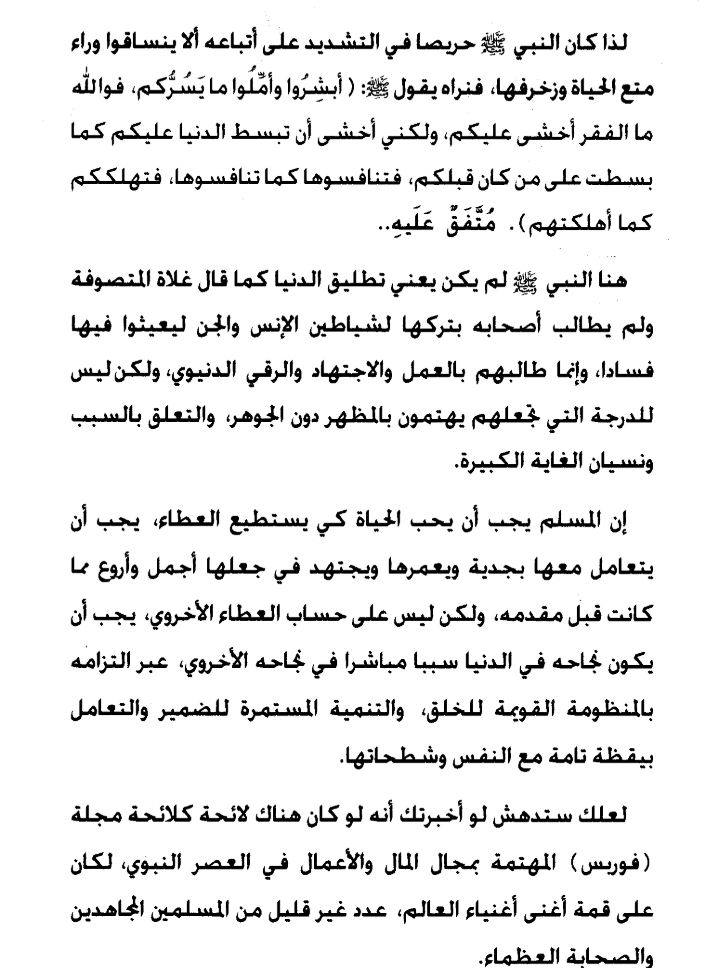 لذا كان النبي ﷺ حريصا في التشديد على أتباعه ألا ينساقوا وراء
متع الحياة وزخرفها، فنراه يقول ﷺ: ( أبشِرُوا وأمِّلُوا ما يَسُرُّكم، فوالله
ما الفقر أخشى عليكم، ولكني أخشى أن تبسط الدنيا عليكم كما
بسطت على من كان قبلكم، فتنافسوها كما تنافسوها، فتهلككم
كما أهلكتهم). مُتَّفَقٌ عَلَيهِ..
هنا النبي ﷺ لم يكن يعني تطليق الدنيا كما قال غلاة المتصوفة
ولم يطالب أصحابه بتركها لشياطين الإنس والجن ليعيثوا فيها
فسادا، وإنما طالبهم بالعمل والاجتهاد والرقي الدنيوي، ولكن ليس
للدرجة التي تجعلهم يهتمون بالمظهر دون الجوهر، والتعلق بالسبب
ونسيان الغاية الكبيرة.
إن المسلم يجب أن يحب الحياة كي يستطيع العطاء، يجب أن
يتعامل معها بجدية ويعمرها ويجتهد في جعلها أجمل وأروع مما
كانت قبل مقدمه، ولكن ليس على حساب العطاء الأخروي، يجب أن
يكون نجاحه في الدنيا سببا مباشرا في نجاحه الأخروي، عبر التزامه
بالمنظومة القويمة للخلق، والتنمية المستمرة للضمير والتعامل
بيقظة تامة مع النفس وشطحاتها.
لعلك ستدهش لو أخبرتك أنه لو كان هناك لائحة كلائحة مجلة
(فوربس) المهتمة بمجال المال والأعمال في العصر النبوي، لكان
على قمة أغنى أغنياء العالم، عدد غير قليل من المسلمين المجاهدين
والصحابة العظماء.